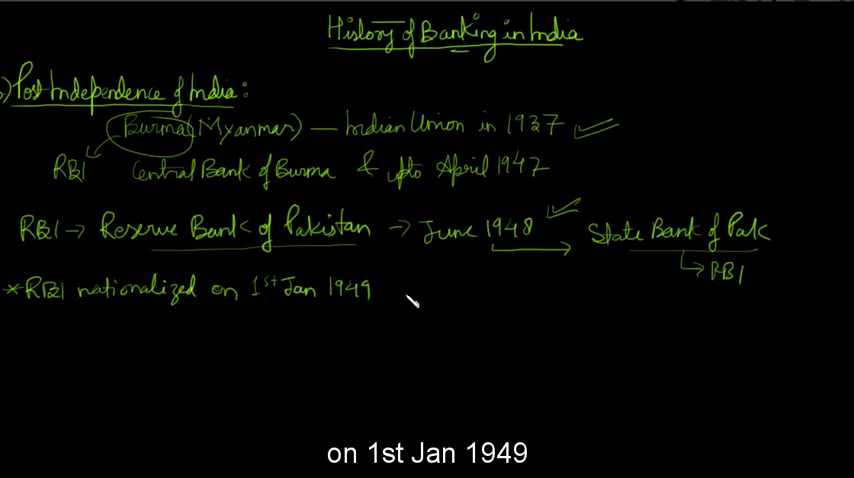 History of Banking in India
.) Post Independence of India:
Burma (Myanmar) — Indian Union in 1937
RBI Central Bank of Burma & upto April 1947
RBI → Reserve Bank of Pakistan → June 1948 → State Bank of Pak
→ RBI
* RBI nationalized on 1st Jan 1949
on 1st Jan 1949